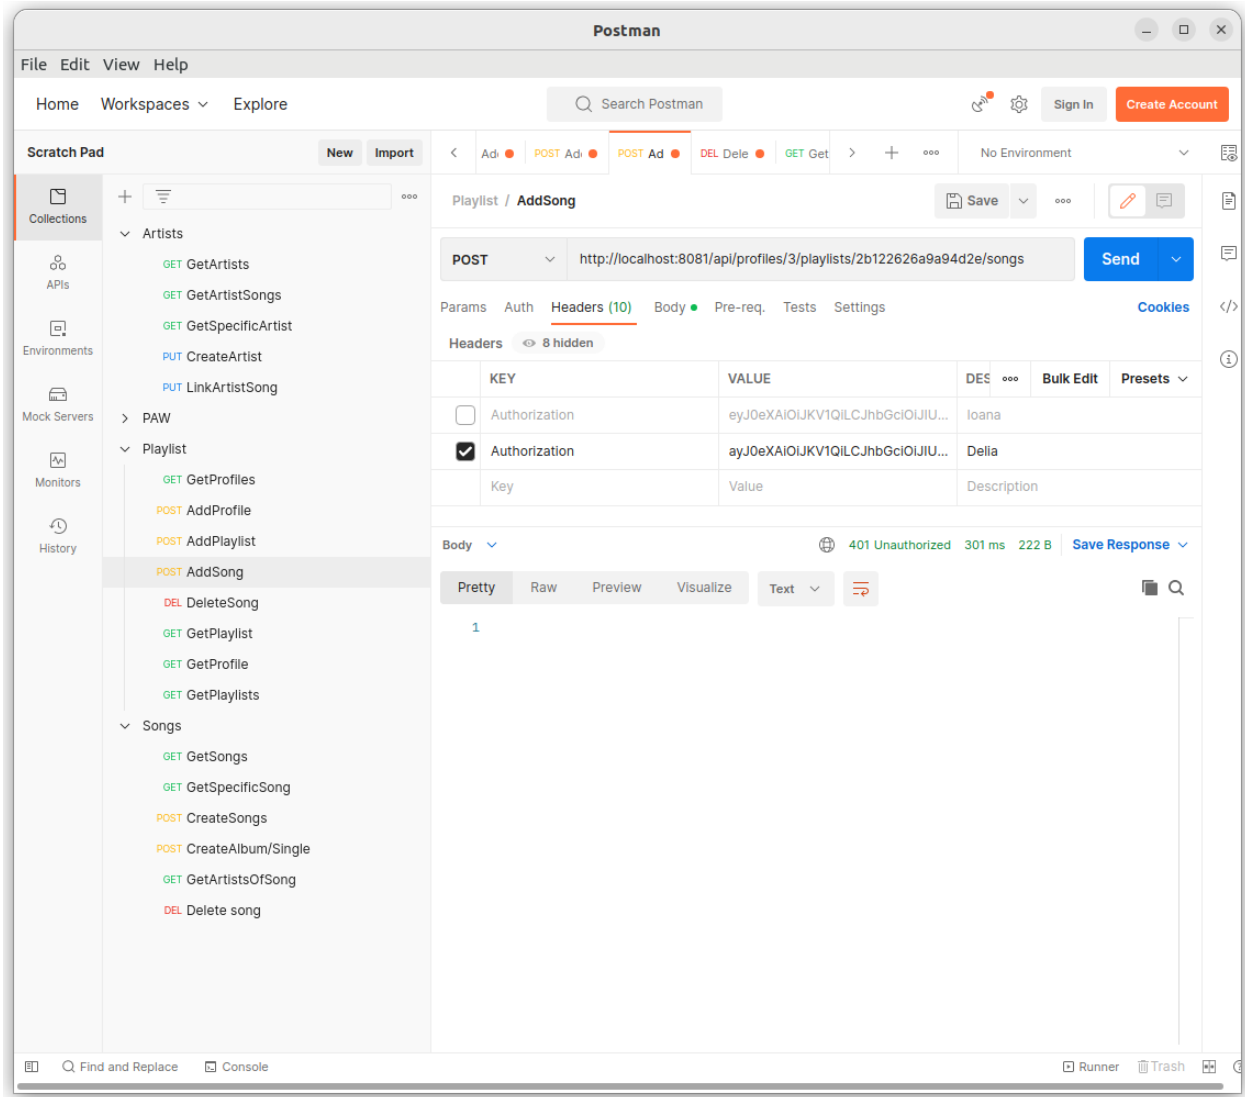 Postman
File Edit View Help
Home Workspaces Explore Search Postman Sign In Create Account
Scratch Pad New Import
POST POST Ad DEL Dele GET Get No Environment
Collections
APIs
Environments
Mock Servers
Monitors
History
Artists
GET GetArtists
GET GetArtistSongs
GET GetSpecificArtist
PUT CreateArtist
PUT LinkArtistSong
PAW
Playlist
GET GetProfiles
POST AddProfile
POST AddPlaylist
POST AddSong
DEL DeleteSong
GET GetPlaylist
GET GetProfile
GET GetPlaylists
Songs
GET GetSongs
GET GetSpecificSong
POST CreateSongs
POST CreateAlbum/Single
GET GetArtistsOfSong
DEL Delete song
Playlist / AddSong Save
POST http://localhost:8081/api/profiles/3/playlists/2b122626a9a94d2e/songs Send
Params Auth Headers (10) Body Pre-req. Tests Settings Cookies
Headers 8 hidden
KEY VALUE DES Bulk Edit Presets
Authorization eyJ0eXAiOiJKV1QiLCJhbGciOiJIU... Ioana
Authorization ayJ0eXAiOiJKV1QiLCJhbGciOiJIU... Delia
Key Value Description
Body 401 Unauthorized 301 ms 222 B Save Response
Pretty Raw Preview Visualize Text
1
Find and Replace Console Runner Trash